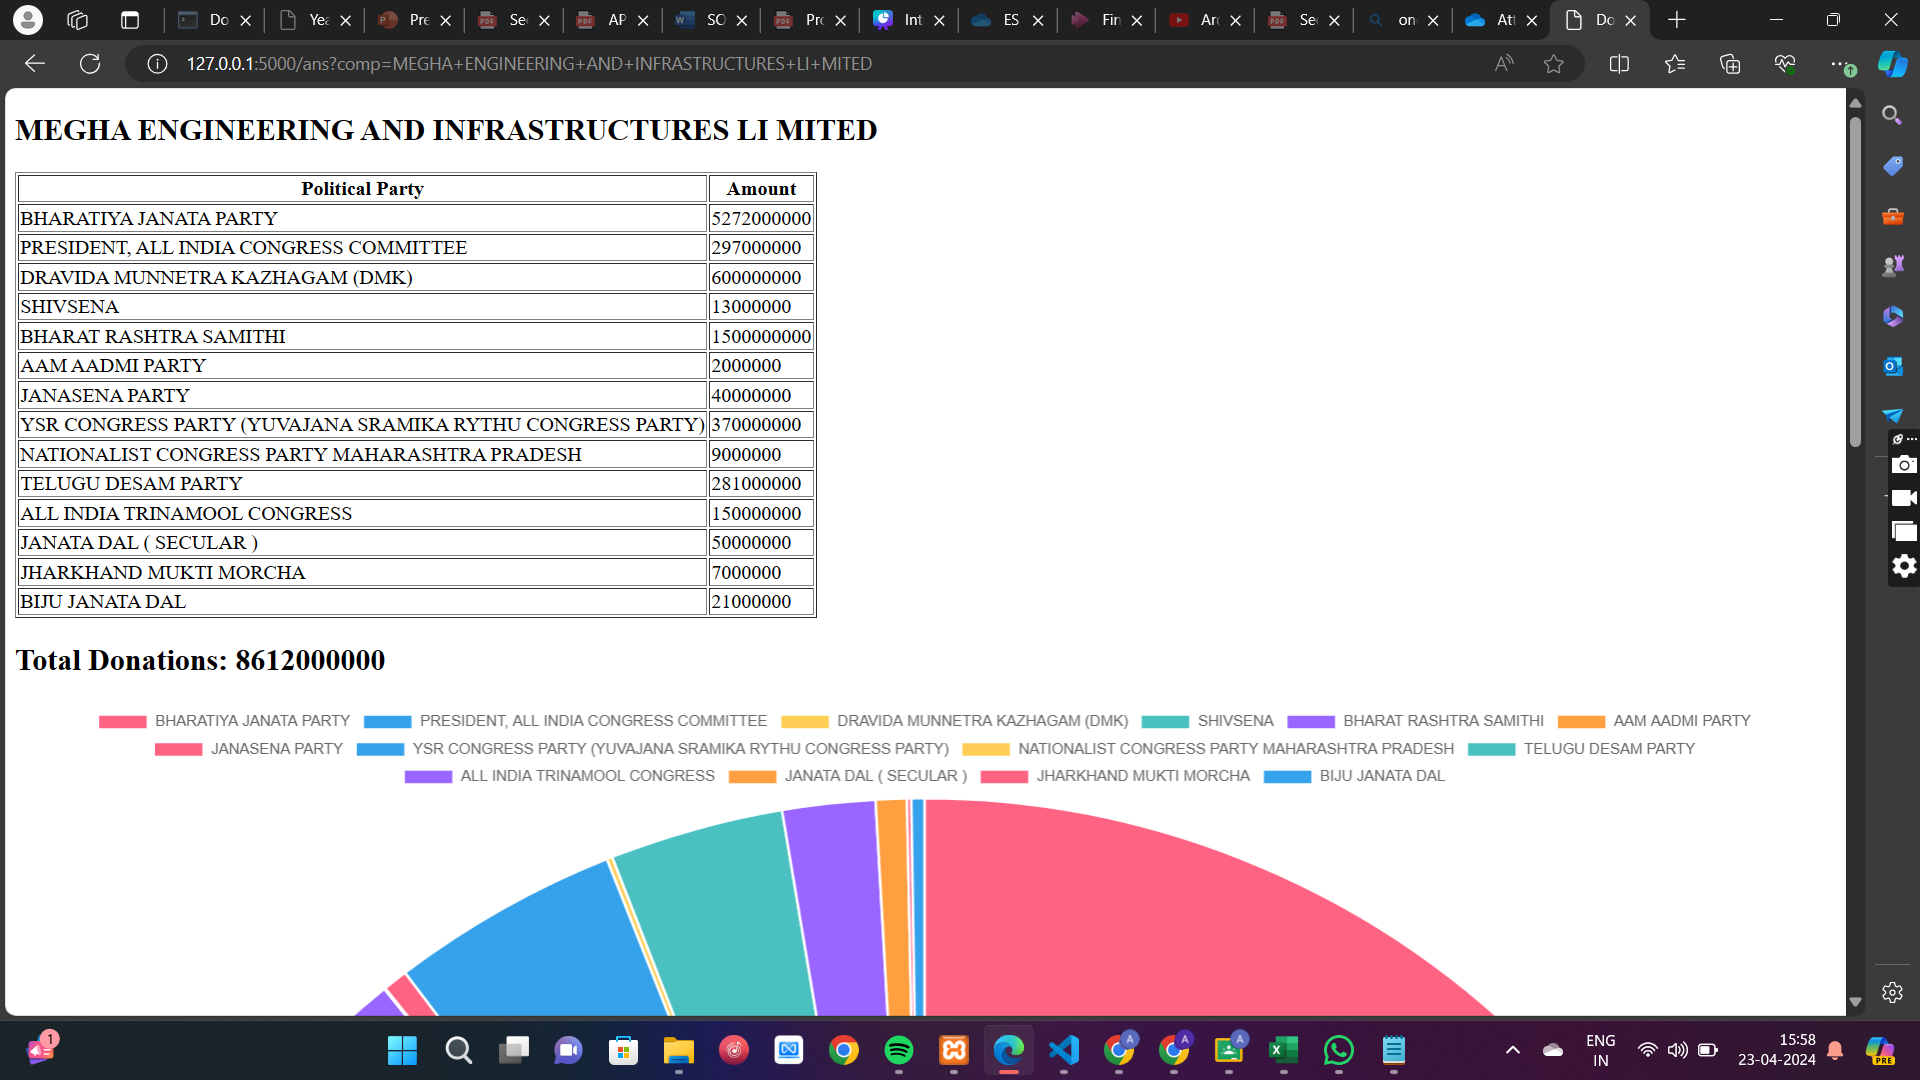 Do
Yea
Pre
Sec
AP
SO
Pro
Int
ES
Fin
Arc
Sec
on
Att
Do
127.0.0.1:5000/ans?comp=MEGHA+ENGINEERING+AND+INFRASTRUCTURES+LI+MITED
MEGHA ENGINEERING AND INFRASTRUCTURES LI MITED
Political Party Amount
BHARATIYA JANATA PARTY 5272000000
PRESIDENT, ALL INDIA CONGRESS COMMITTEE 297000000
DRAVIDA MUNNETRA KAZHAGAM (DMK) 600000000
SHIVSENA 13000000
BHARAT RASHTRA SAMITHI 1500000000
AAM AADMI PARTY 2000000
JANASENA PARTY 40000000
YSR CONGRESS PARTY (YUVAJANA SRAMIKA RYTHU CONGRESS PARTY) 370000000
NATIONALIST CONGRESS PARTY MAHARASHTRA PRADESH 9000000
TELUGU DESAM PARTY 281000000
ALL INDIA TRINAMOOL CONGRESS 150000000
JANATA DAL ( SECULAR ) 50000000
JHARKHAND MUKTI MORCHA 7000000
BIJU JANATA DAL 21000000
Total Donations: 8612000000
BHARATIYA JANATA PARTY PRESIDENT, ALL INDIA CONGRESS COMMITTEE DRAVIDA MUNNETRA KAZHAGAM (DMK) SHIVSENA BHARAT RASHTRA SAMITHI AAM AADMI PARTY
JANASENA PARTY YSR CONGRESS PARTY (YUVAJANA SRAMIKA RYTHU CONGRESS PARTY) NATIONALIST CONGRESS PARTY MAHARASHTRA PRADESH TELUGU DESAM PARTY
ALL INDIA TRINAMOOL CONGRESS JANATA DAL ( SECULAR ) JHARKHAND MUKTI MORCHA BIJU JANATA DAL
1
ENG
IN
15:58
23-04-2024
PRE